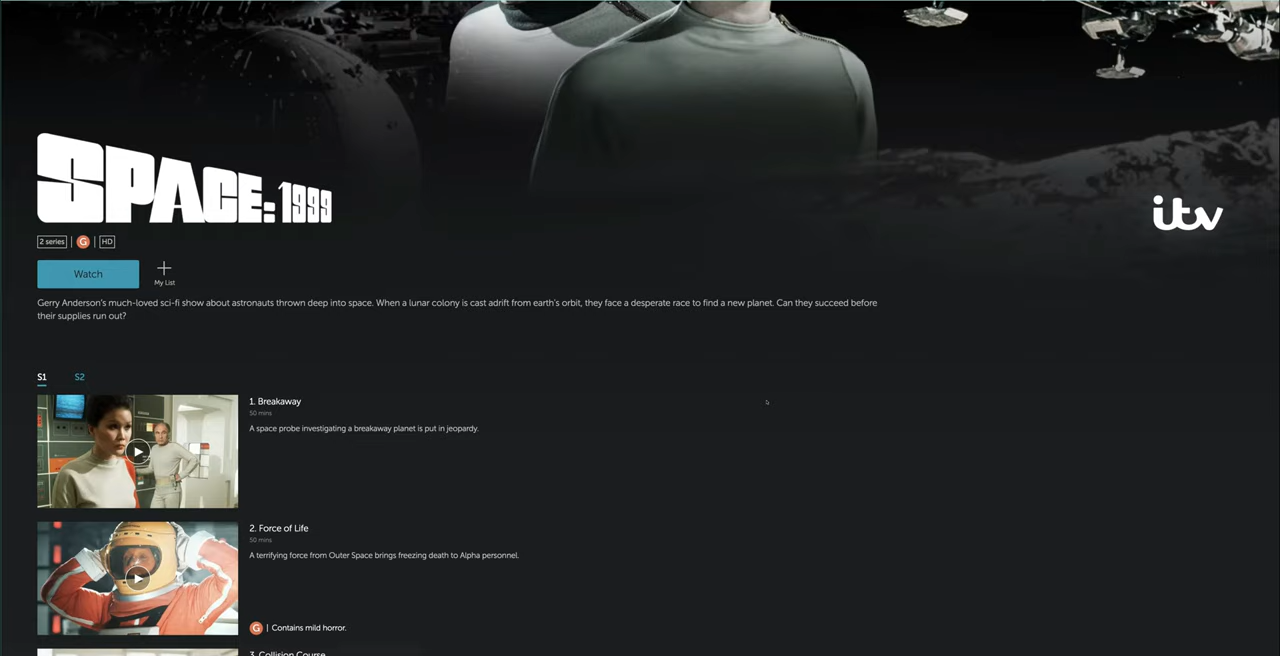 SPACE: 1999
itv
2 series | G | HD
Watch
My List
Gerry Anderson's much-loved sci-fi show about astronauts thrown deep into space. When a lunar colony is cast adrift from earth's orbit, they face a desperate race to find a new planet. Can they succeed before
their supplies run out?
S1 S2
1. Breakaway
50 mins
A space probe investigating a breakaway planet is put in jeopardy.
2. Force of Life
50 mins
A terrifying force from Outer Space brings freezing death to Alpha personnel.
G | Contains mild horror.
3. Collision Course